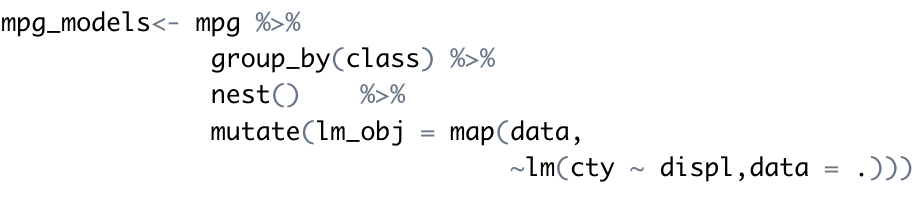 mpg_models<- mpg %>%
group_by(class) %>%
nest() %>%
mutate(lm_obj = map(data,
~lm(cty ~ displ,data = .)))